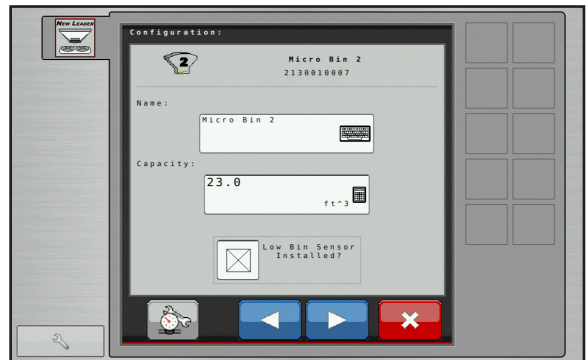 NEW LEADER
Configuration:
2
Micro Bin 2
2130010007
Name:
Micro Bin 2
Capacity:
23.0
ft^3
Low Bin Sensor
Installed?